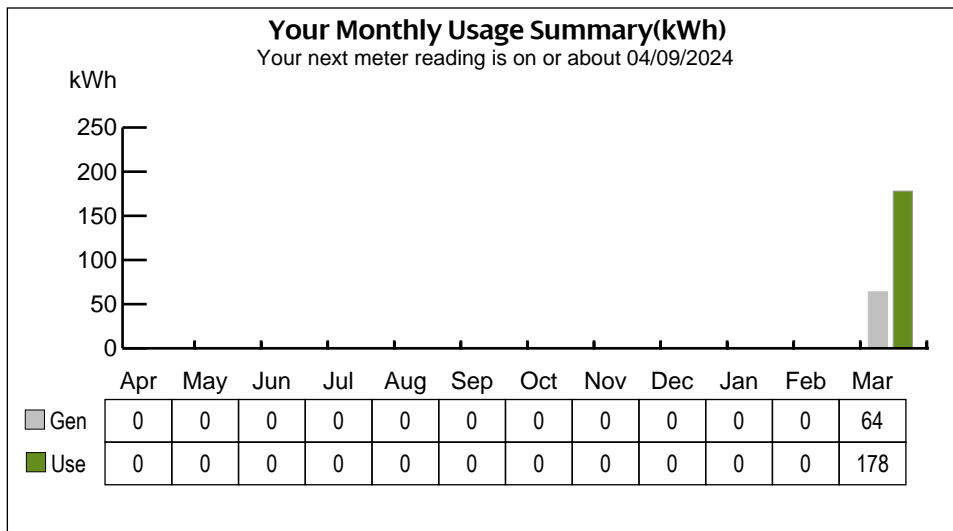 Your Monthly Usage Summary(kWh)
Your next meter reading is on or about 04/09/2024
kWh
250
200
150
100
50
0
Apr May Jun Jul Aug Sep Oct Nov Dec Jan Feb Mar
Gen 0 0 0 0 0 0 0 0 0 0 0 64
Use 0 0 0 0 0 0 0 0 0 0 0 178